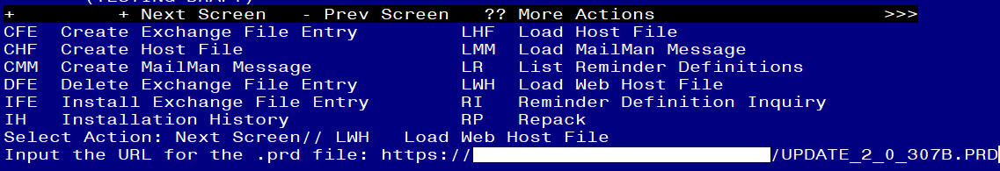 (TESTING DRAFT)
+ + Next Screen - Prev Screen ?? More Actions >>>
CFE Create Exchange File Entry LHF Load Host File
CHF Create Host File LMM Load MailMan Message
CMM Create MailMan Message LR List Reminder Definitions
DFE Delete Exchange File Entry LWH Load Web Host File
IFE Install Exchange File Entry RI Reminder Definition Inquiry
IH Installation History RP Repack
Select Action: Next Screen// LWH Load Web Host File
Input the URL for the .prd file: https:// /UPDATE_2_0_307B.PRD